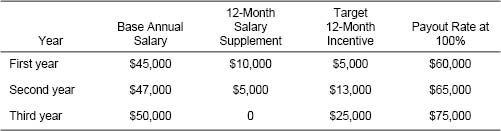 12-Month Target
Base Annual Salary 12-Month Payout Rate at
Year Salary Supplement Incentive 100%
First year $45,000 $10,000 $5,000 $60,000
Second year $47,000 $5,000 $13,000 $65,000
Third year $50,000 0 $25,000 $75,000